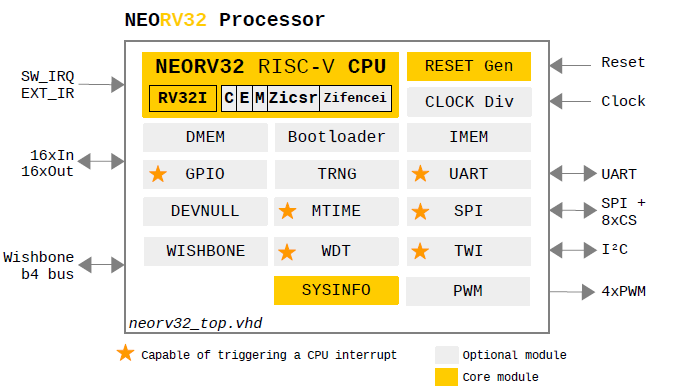 NEORV32 Processor
NEORV32 RISC-V CPU
RV32I C E M Zicsr Zifencei
RESET Gen
CLOCK Div
DMEM Bootloader IMEM
GPIO TRNG UART
DEVNULL MTIME SPI
WISHBONE WDT TWI
SYSINFO PWM
neorv32_top.vhd
SW_IRQ
EXT_IR
16xIn
16xOut
Wishbone
b4 bus
Reset
Clock
UART
SPI +
8xCS
I²C
4xPWM
Capable of triggering a CPU interrupt
Optional module
Core module